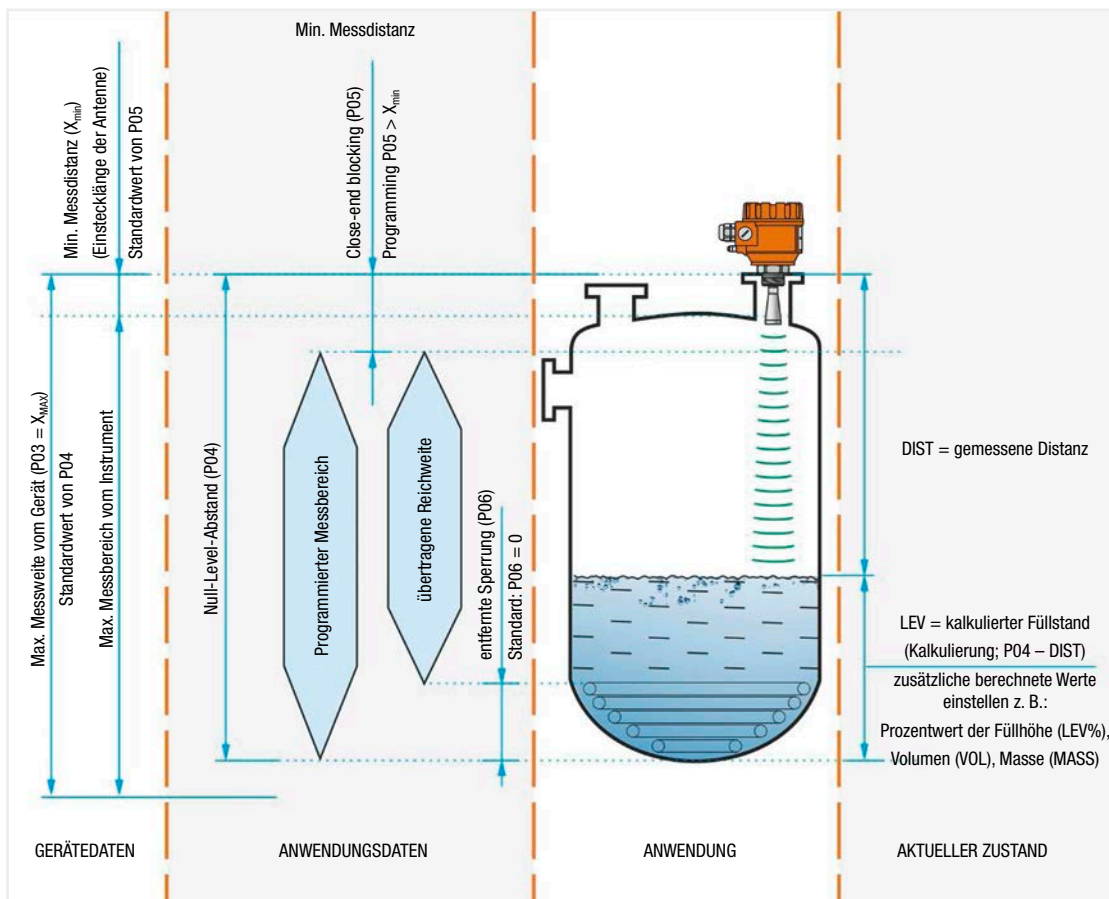 Min. Messdistanz
Min. Messdistanz (Xmin)
(Einstecklänge der Antenne)
Standardwert von P05
Close-end blocking (P05)
Programming P05 > Xmin
Max. Messweite vom Gerät (P03 = XMAX)
Standardwert von P04
Max. Messbereich vom Instrument
Null-Level-Abstand (P04)
Programmierter Messbereich
übertragene Reichweite
entfernte Sperrung (P06)
Standard: P06 = 0
DIST = gemessene Distanz
LEV = kalkulierter Füllstand
(Kalkulierung; P04 – DIST)
zusätzliche berechnete Werte
einstellen z. B.:
Prozentwert der Füllhöhe (LEV%),
Volumen (VOL), Masse (MASS)
GERÄTEDATEN
ANWENDUNGSDATEN
ANWENDUNG
AKTUELLER ZUSTAND